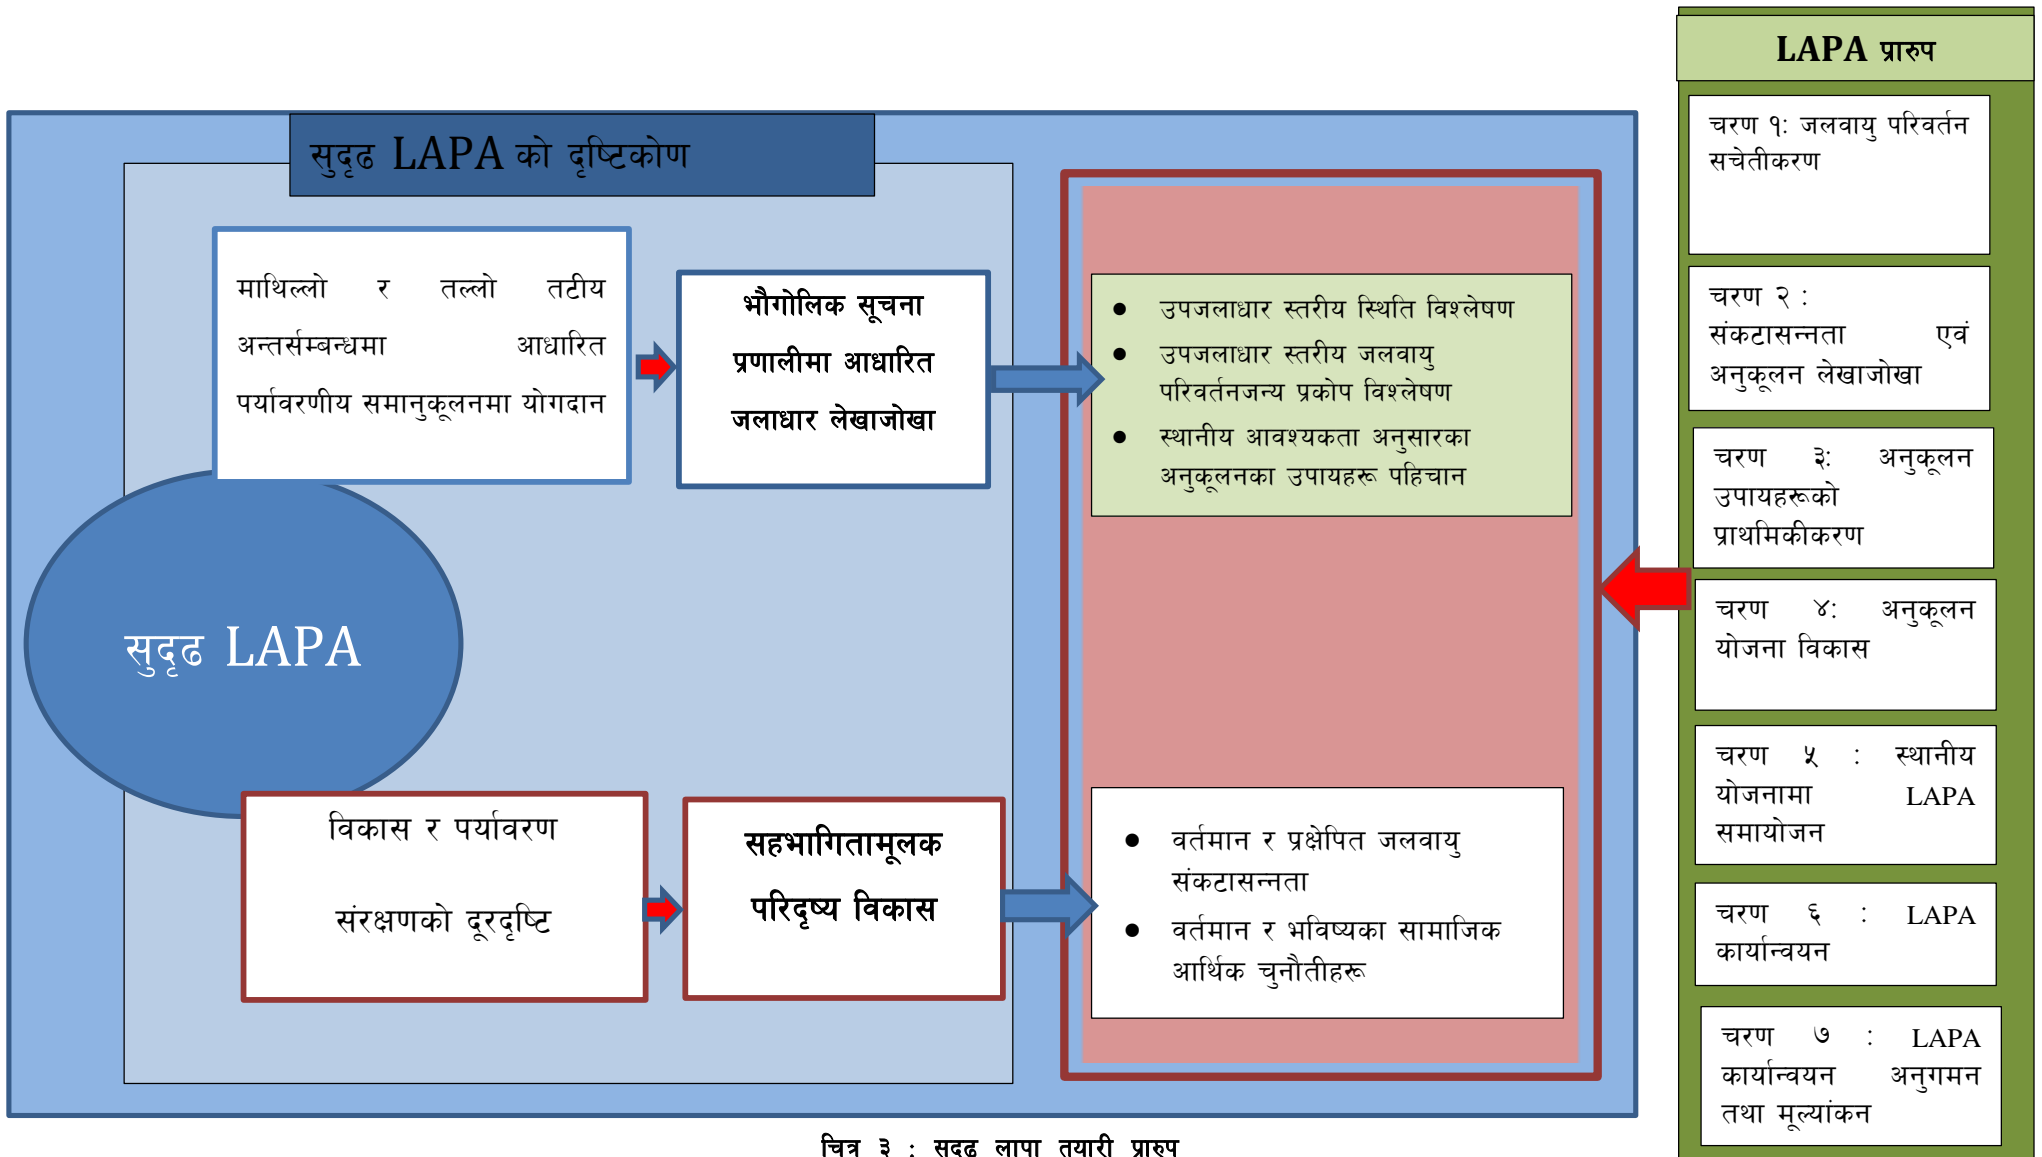 सुदृढ LAPA को दृष्टिकोण
माथिल्लो र तल्लो तटीय
अन्तर्सम्बन्धमा आधारित
पर्यावरणीय समानुकूलनमा योगदान
भौगोलिक सूचना
प्रणालीमा आधारित
जलाधार लेखाजोखा
● उपजलाधार स्तरीय स्थिति विश्लेषण
● उपजलाधार स्तरीय जलवायु
परिवर्तनजन्य प्रकोप विश्लेषण
● स्थानीय आवश्यकता अनुसारका
अनुकूलनका उपायहरू पहिचान
सुदृढ LAPA
विकास र पर्यावरण
संरक्षणको दूरदृष्टि
सहभागितामूलक
परिदृष्य विकास
● वर्तमान र प्रक्षेपित जलवायु
संकटासन्नता
● वर्तमान र भविष्यका सामाजिक
आर्थिक चुनौतीहरू
LAPA प्रारुप
चरण १: जलवायु परिवर्तन
सचेतीकरण
चरण २ :
संकटासन्नता एवं
अनुकूलन लेखाजोखा
चरण ३: अनुकूलन
उपायहरूको
प्राथमिकीकरण
चरण ४: अनुकूलन
योजना विकास
चरण ५ : स्थानीय
योजनामा LAPA
समायोजन
चरण ६ : LAPA
कार्यान्वयन
चरण ७ : LAPA
कार्यान्वयन अनुगमन
तथा मूल्यांकन
चित्र ३ : सुदृढ लापा तयारी प्रारुप